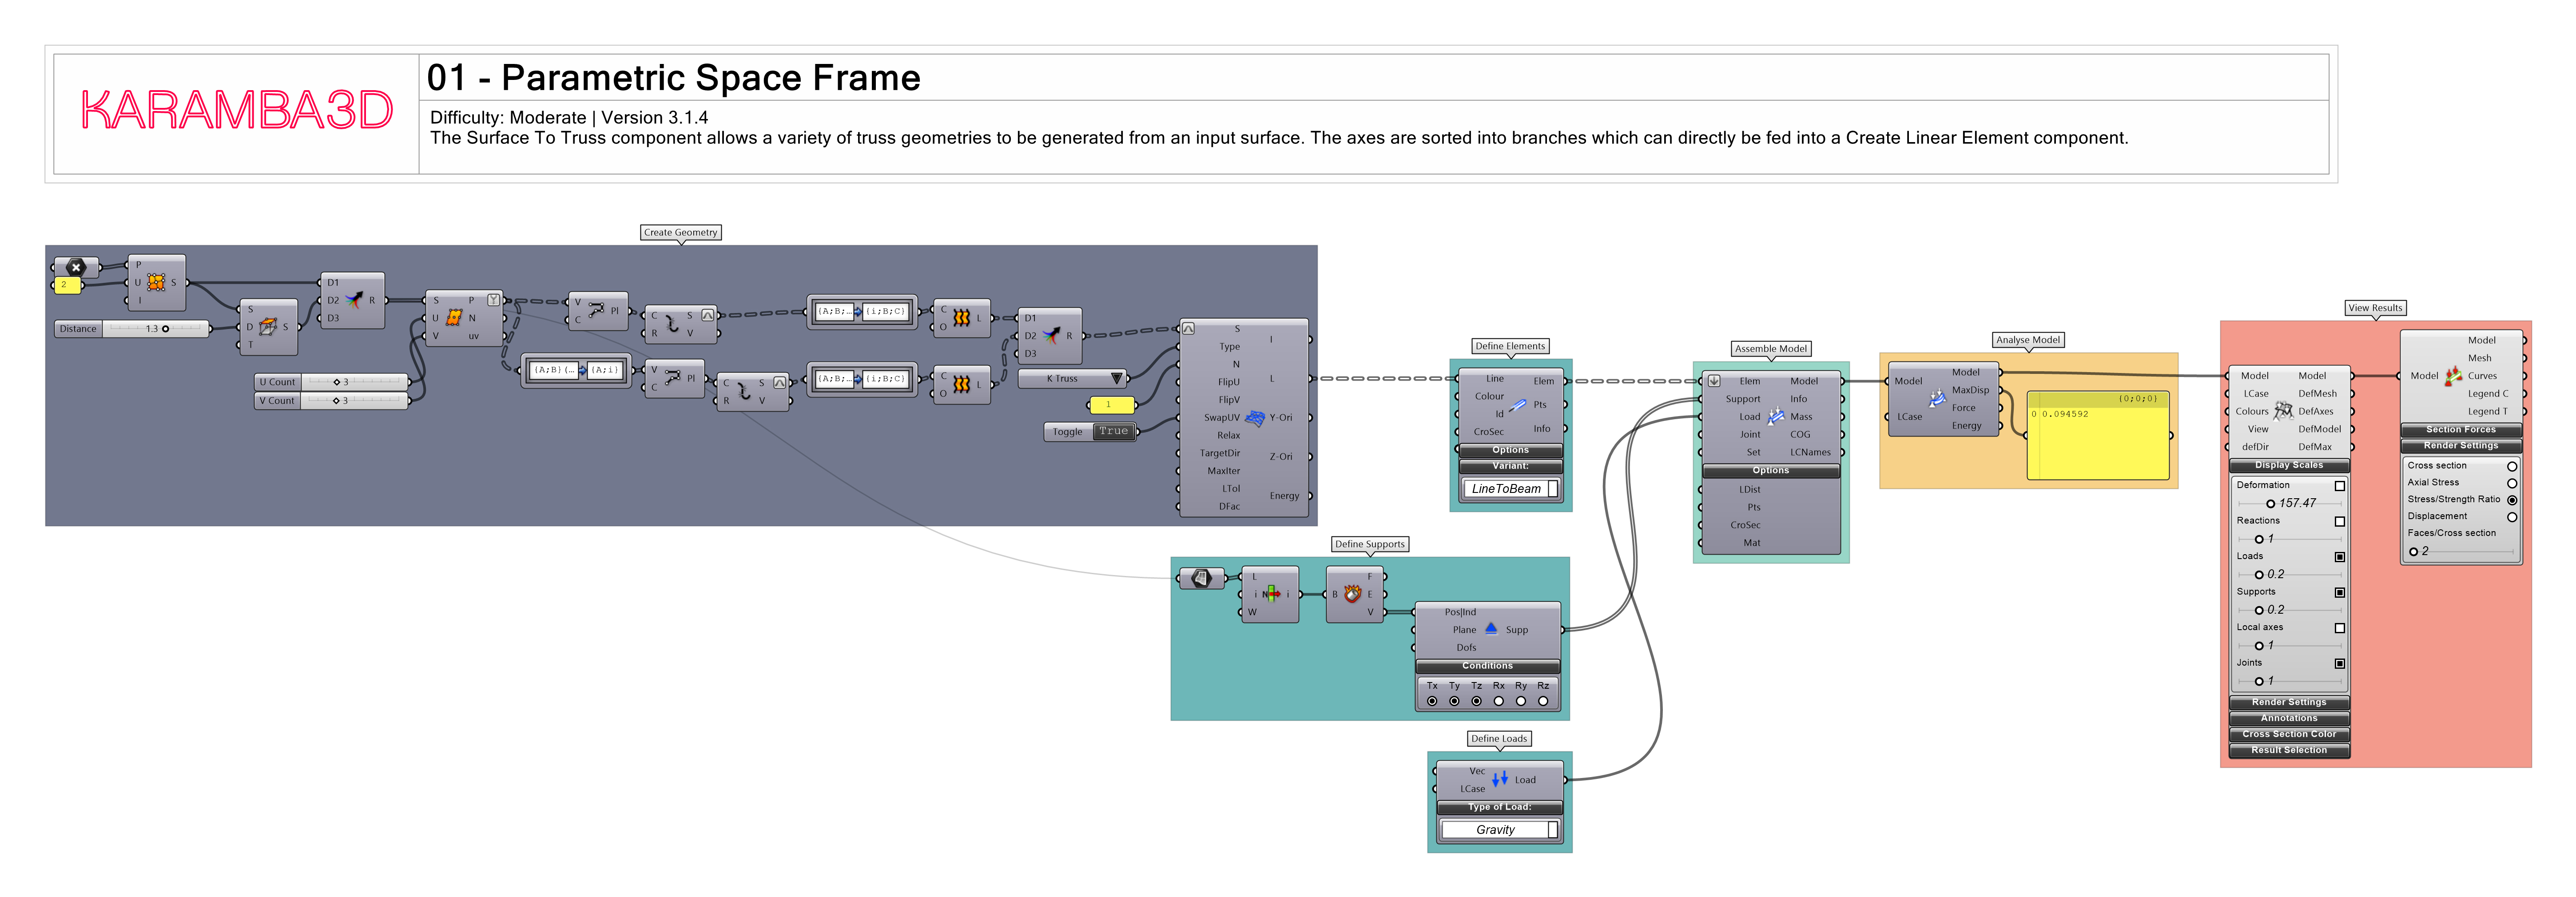 KARAMBA3D
01 - Parametric Space Frame
Difficulty: Moderate | Version 3.1.4
The Surface To Truss component allows a variety of truss geometries to be generated from an input surface. The axes are sorted into branches which can directly be fed into a Create Linear Element component.
Create Geometry
P
U
I
S
2
Distance
1.3
S
D
T
S
D1
D2
D3
R
U Count
3
V Count
3
S
U
V
P
N
uv
V
C
Pl
C
R
S
V
{A;B}(...
{A;i}
V
C
Pl
C
R
S
V
{A;B;...
{i;B;C}
{A;B;...
{i;B;C}
C
O
L
C
O
L
D1
D2
D3
R
K Truss
1
Toggle
True
S
Type
N
FlipU
FlipV
SwapUV
Relax
TargetDir
MaxIter
LTol
DFac
I
L
Y-Ori
Z-Ori
Energy
Define Elements
Line
Colour
Id
CroSec
Elem
Pts
Info
Options
Variant:
LineToBeam
Define Supports
L
i
W
N
i
B
F
E
V
Pos|Ind
Plane
Dofs
Supp
Conditions
Tx Ty Tz Rx Ry Rz
Define Loads
Vec
LCase
Load
Type of Load:
Gravity
Assemble Model
Elem
Support
Load
Joint
Set
Model
Info
Mass
COG
LCNames
Options
LDist
Pts
CroSec
Mat
Analyse Model
Model
LCase
Model
MaxDisp
Force
Energy
{0;0;0}
0 0.094592
View Results
Model
LCase
Colours
View
defDir
Model
DefMesh
DefAxes
DefModel
DefMax
Display Scales
Deformation
157.47
Reactions
1
Loads
0.2
Supports
0.2
Local axes
1
Joints
1
Render Settings
Annotations
Cross Section Color
Result Selection
Model
Model
Mesh
Curves
Legend C
Legend T
Section Forces
Render Settings
Cross section
Axial Stress
Stress/Strength Ratio
Displacement
Faces/Cross section
2